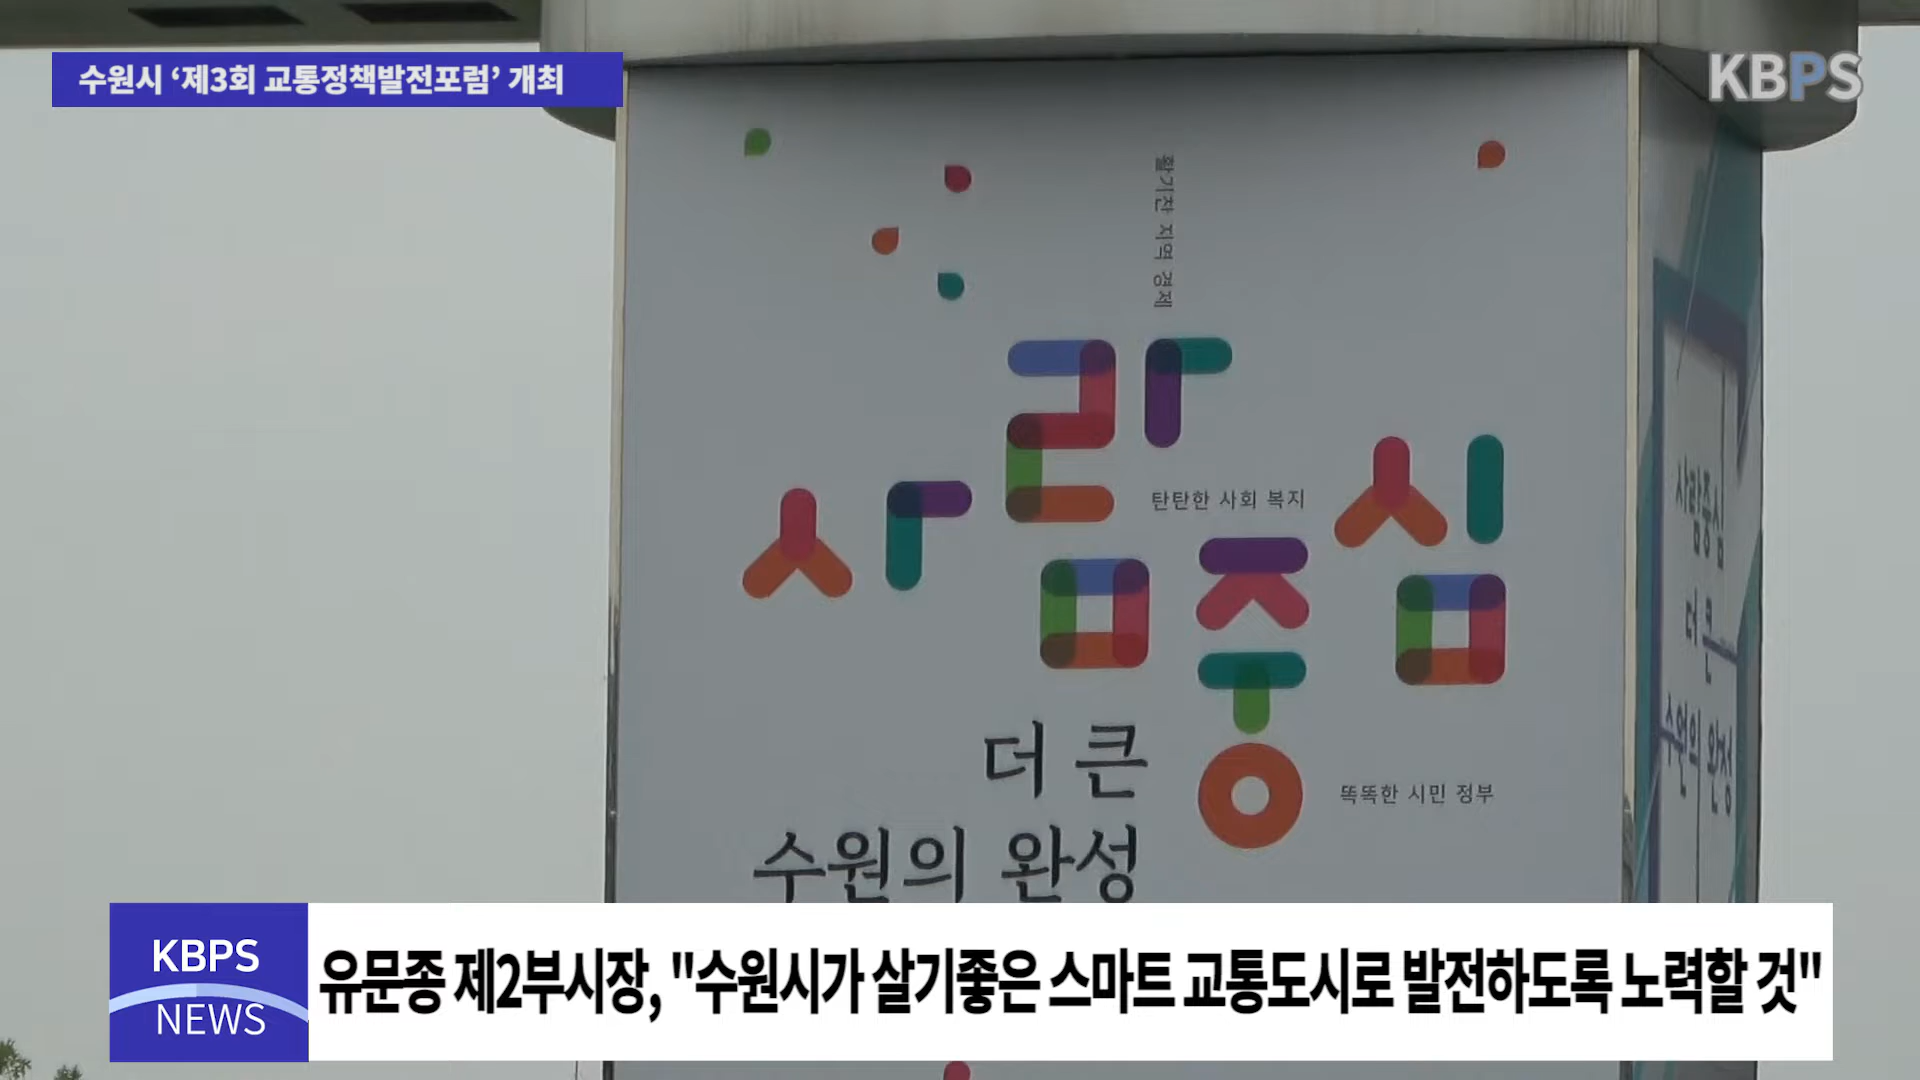 수원시 ‘제3회 교통정책발전포럼’ 개최
KBPS
활기찬 지역 경제
사람중심
탄탄한 사회 복지
더 큰
수원의 완성
똑똑한 시민 정부
사람중심
더 큰
수원의 완성
KBPS
NEWS
유문종 제2부시장, "수원시가 살기좋은 스마트 교통도시로 발전하도록 노력할 것"